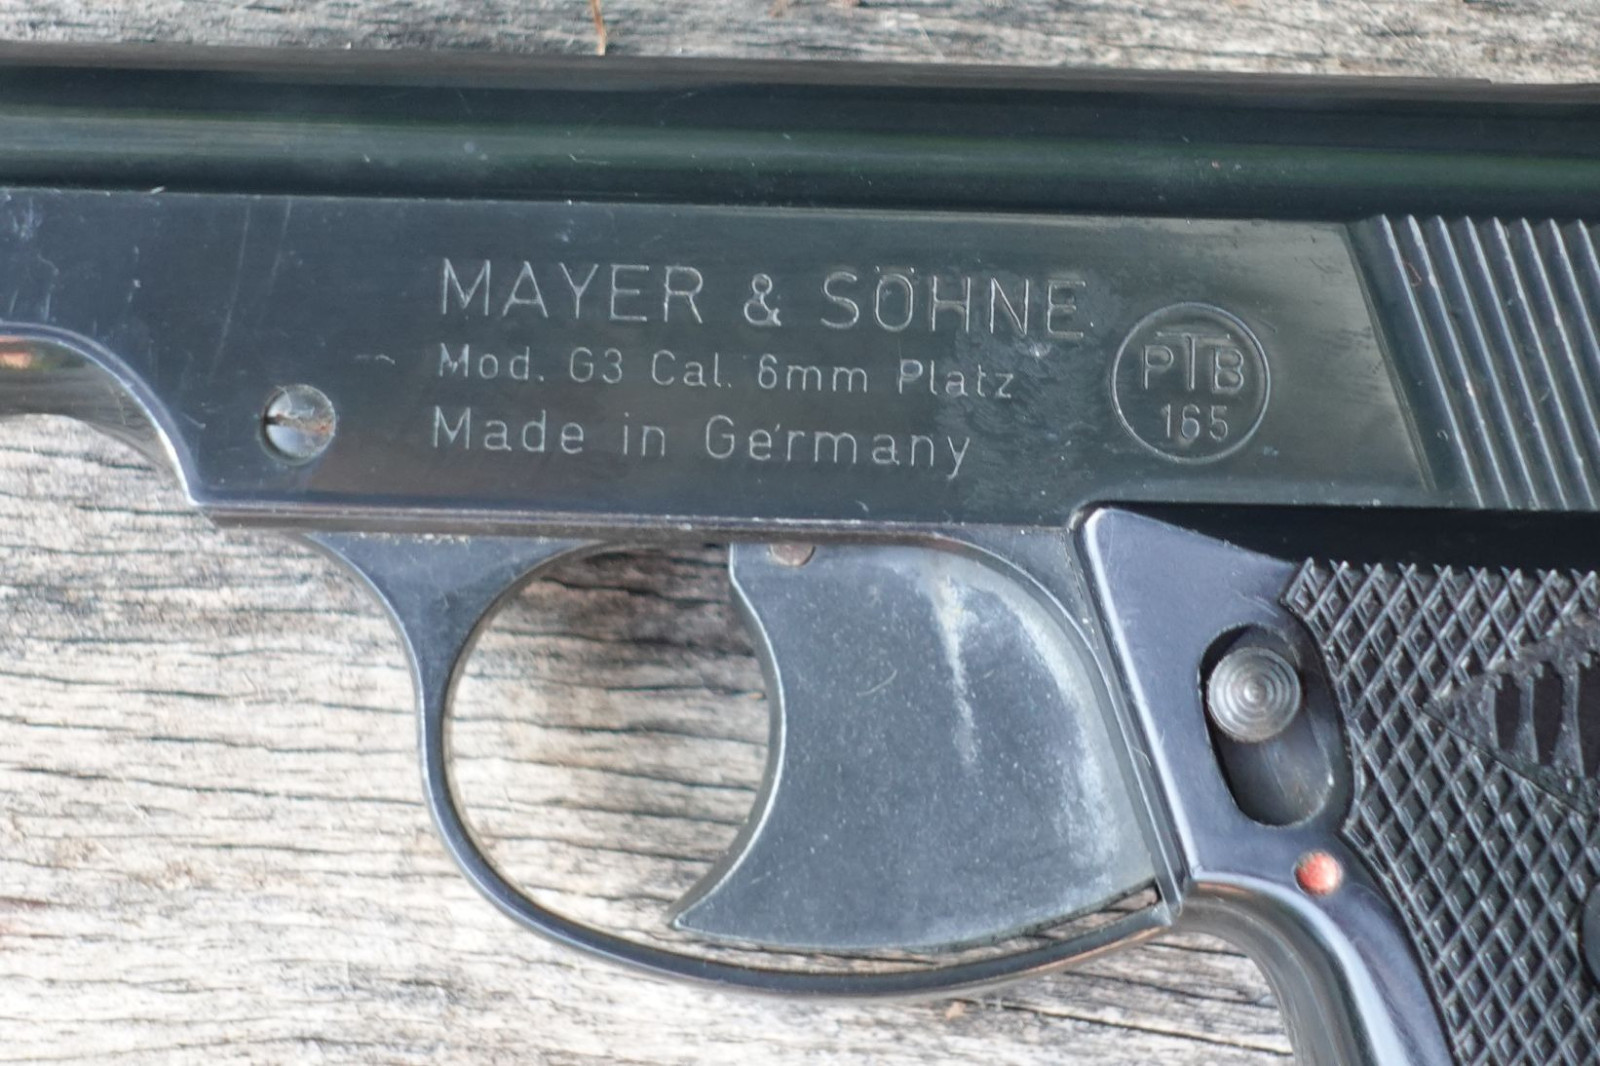 MAYER & SÖHNE
Mod. G3 Cal. 6mm Platz
Made in Germany
PTB
165